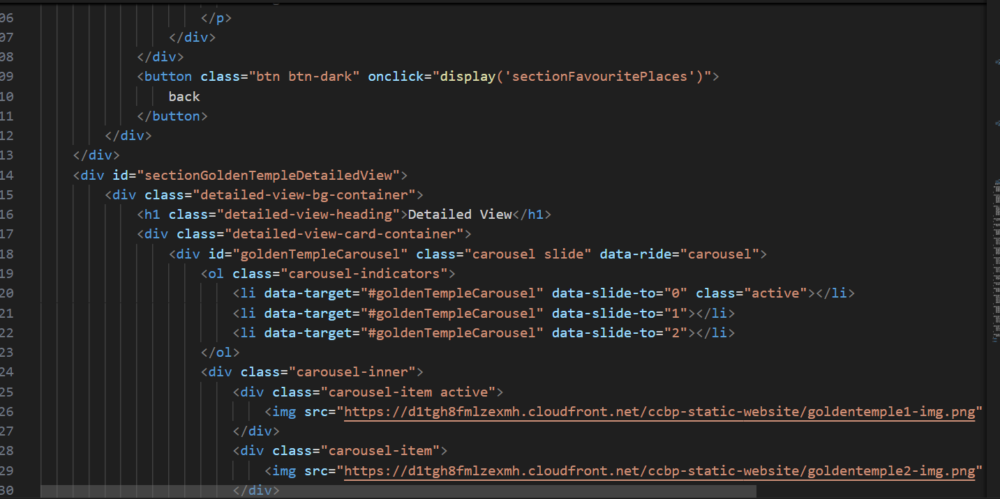 06 </p>
07 </div>
08 </div>
09 <button class="btn btn-dark" onclick="display('sectionFavouritePlaces')">
10 back
11 </button>
12 </div>
13 </div>
14 <div id="sectionGoldenTempleDetailedView">
15 <div class="detailed-view-bg-container">
16 <h1 class="detailed-view-heading">Detailed View</h1>
17 <div class="detailed-view-card-container">
18 <div id="goldenTempleCarousel" class="carousel slide" data-ride="carousel">
19 <ol class="carousel-indicators">
20 <li data-target="#goldenTempleCarousel" data-slide-to="0" class="active"></li>
21 <li data-target="#goldenTempleCarousel" data-slide-to="1"></li>
22 <li data-target="#goldenTempleCarousel" data-slide-to="2"></li>
23 </ol>
24 <div class="carousel-inner">
25 <div class="carousel-item active">
26 <img src="https://d1tgh8fmlzexmh.cloudfront.net/ccbp-static-website/goldentemple1-img.png"
27 </div>
28 <div class="carousel-item">
29 <img src="https://d1tgh8fmlzexmh.cloudfront.net/ccbp-static-website/goldentemple2-img.png"
30 </div>